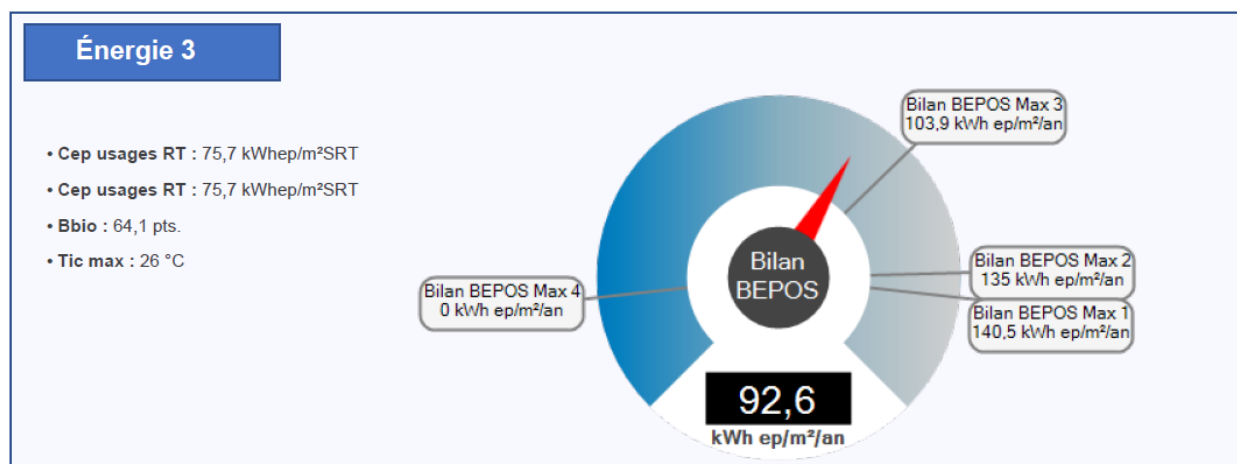 Énergie 3
• Cep usages RT : 75,7 kWhep/m²SRT
• Cep usages RT : 75,7 kWhep/m²SRT
• Bbio : 64,1 pts.
• Tic max : 26 °C
Bilan BEPOS Max 3
103,9 kWh ep/m²/an
Bilan BEPOS Max 2
135 kWh ep/m²/an
Bilan BEPOS Max 1
140,5 kWh ep/m²/an
Bilan BEPOS Max 4
0 kWh ep/m²/an
Bilan
BEPOS
92,6
kWh ep/m²/an